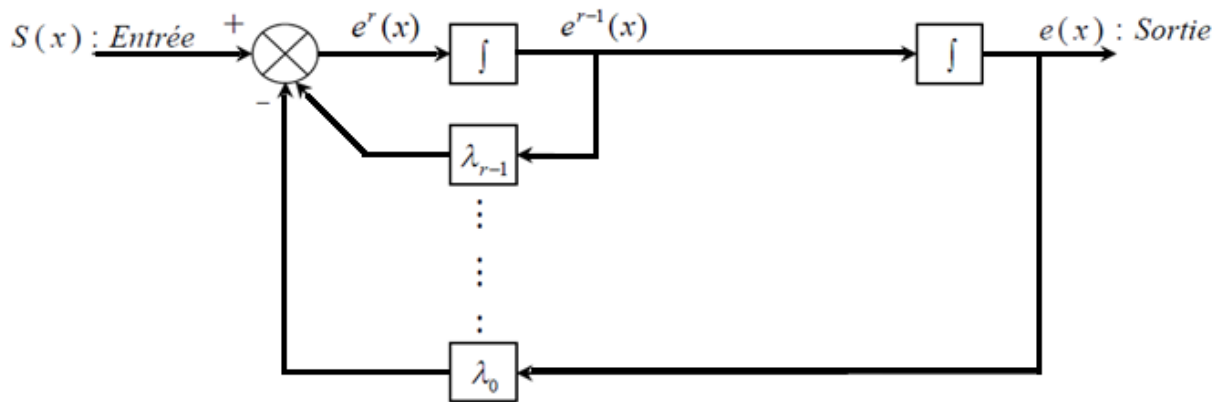 S(x) : Entrée
+
e^r(x)
∫
e^{r-1}(x)
∫
e(x) : Sortie
−
λ_{r-1}
⋮
⋮
⋮
λ_0